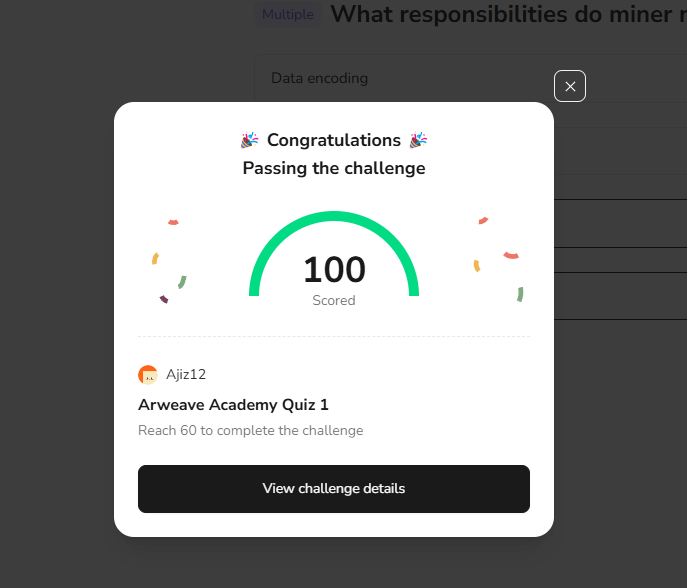 Multiple What responsibilities do miner
Data encoding
🎉 Congratulations 🎉
Passing the challenge
100
Scored
Ajiz12
Arweave Academy Quiz 1
Reach 60 to complete the challenge
View challenge details